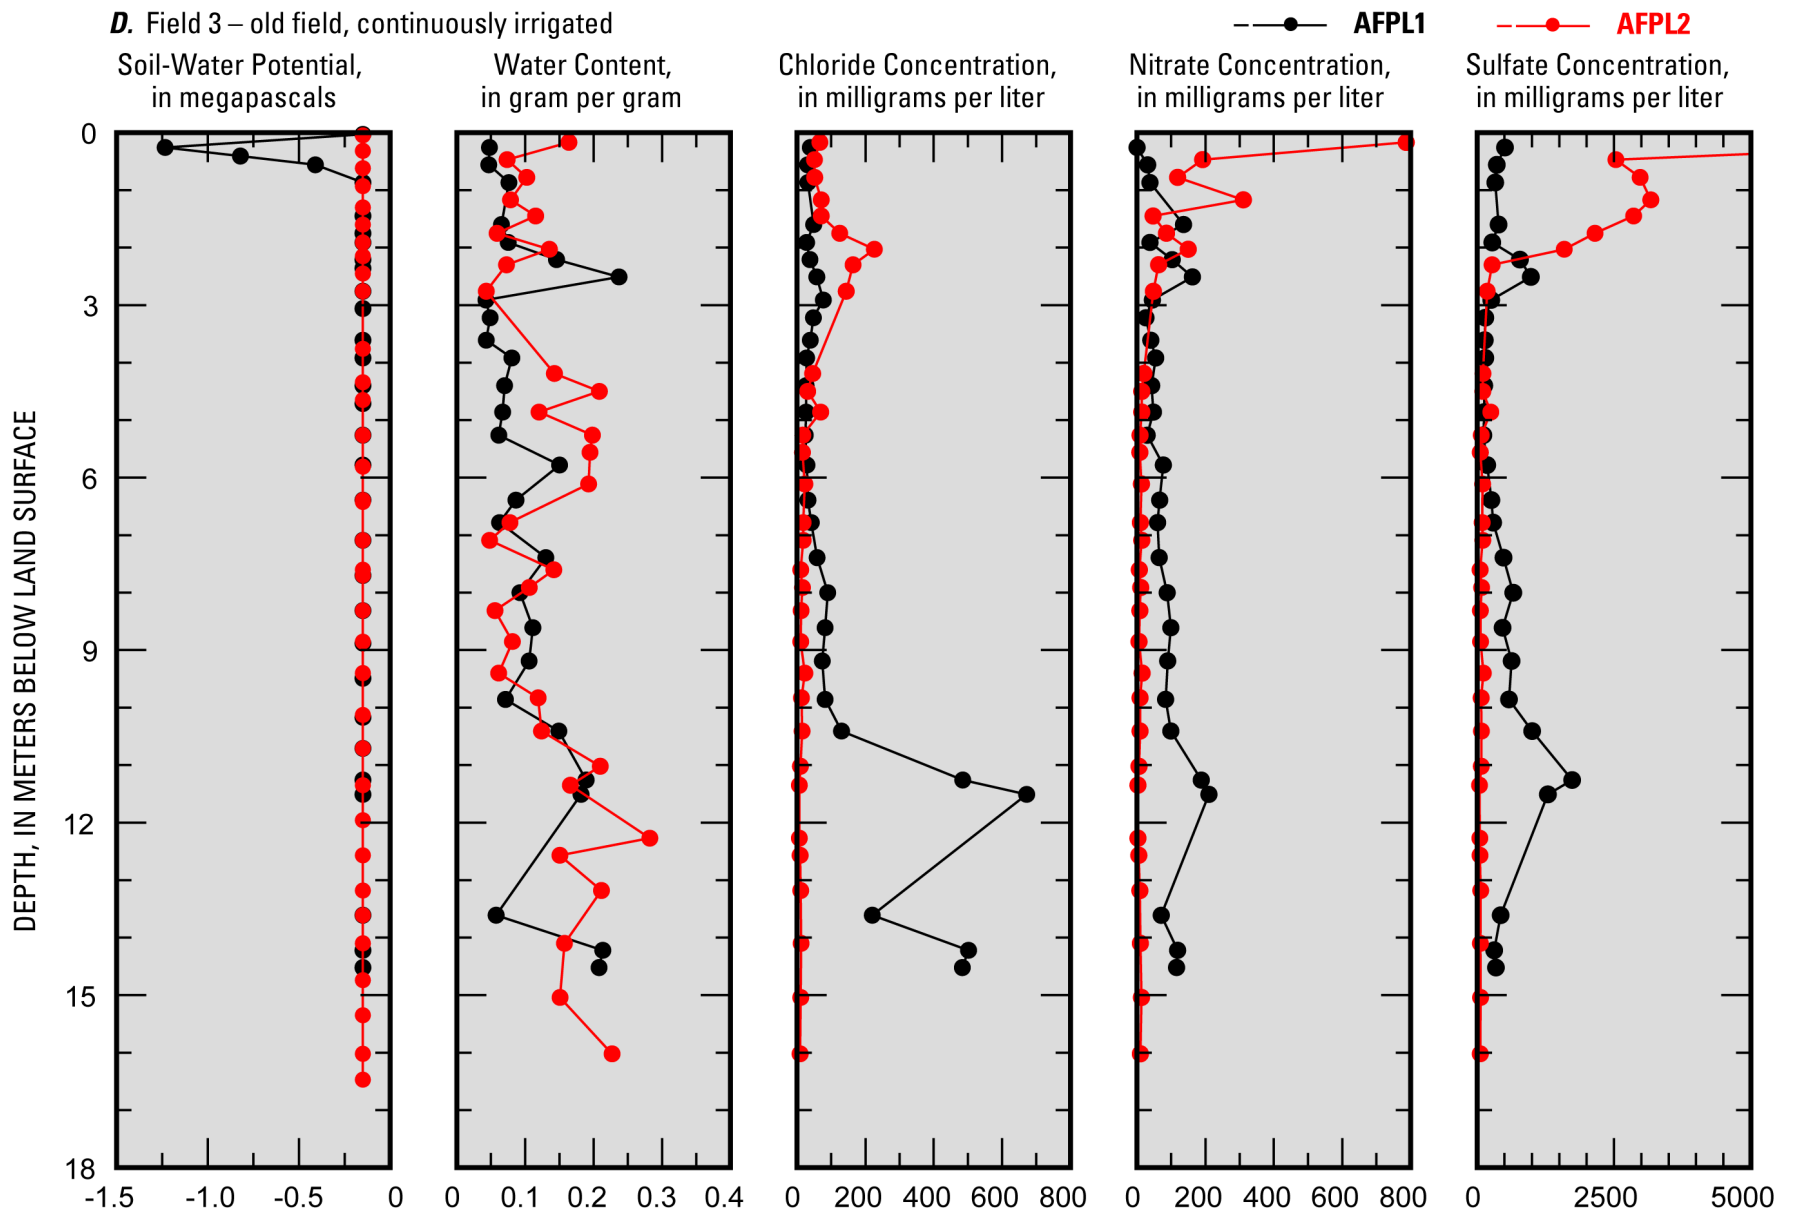 D. Field 3 – old field, continuously irrigated
AFPL1
AFPL2
Soil-Water Potential,
in megapascals
Water Content,
in gram per gram
Chloride Concentration,
in milligrams per liter
Nitrate Concentration,
in milligrams per liter
Sulfate Concentration,
in milligrams per liter
DEPTH, IN METERS BELOW LAND SURFACE
0
3
6
9
12
15
18
-1.5 -1.0 -0.5 0
0 0.1 0.2 0.3 0.4
0 200 400 600 800
0 200 400 600 800
0 2500 5000